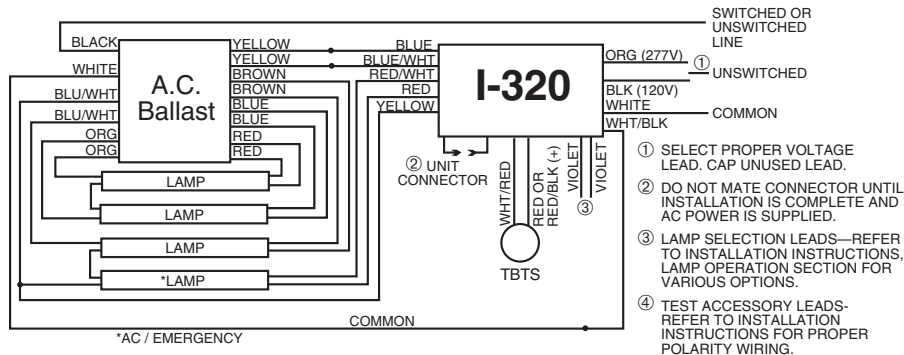 SWITCHED OR
UNSWITCHED
LINE
BLACK
YELLOW
BLUE
YELLOW
BLUE/WHT
WHITE
A.C.
Ballast
BROWN
RED/WHT
BROWN
RED
BLU/WHT
BLUE
YELLOW
BLU/WHT
BLUE
ORG
RED
ORG
RED
I-320
ORG (277V)
①
UNSWITCHED
BLK (120V)
WHITE
COMMON
WHT/BLK
LAMP
LAMP
LAMP
*LAMP
② UNIT
CONNECTOR
WHT/RED
RED OR
RED/BLK (+)
VIOLET
VIOLET
③
TBTS
COMMON
*AC / EMERGENCY
① SELECT PROPER VOLTAGE
LEAD. CAP UNUSED LEAD.
② DO NOT MATE CONNECTOR UNTIL
INSTALLATION IS COMPLETE AND
AC POWER IS SUPPLIED.
③ LAMP SELECTION LEADS—REFER
TO INSTALLATION INSTRUCTIONS,
LAMP OPERATION SECTION FOR
VARIOUS OPTIONS.
④ TEST ACCESSORY LEADS-
REFER TO INSTALLATION
INSTRUCTIONS FOR PROPER
POLARITY WIRING.